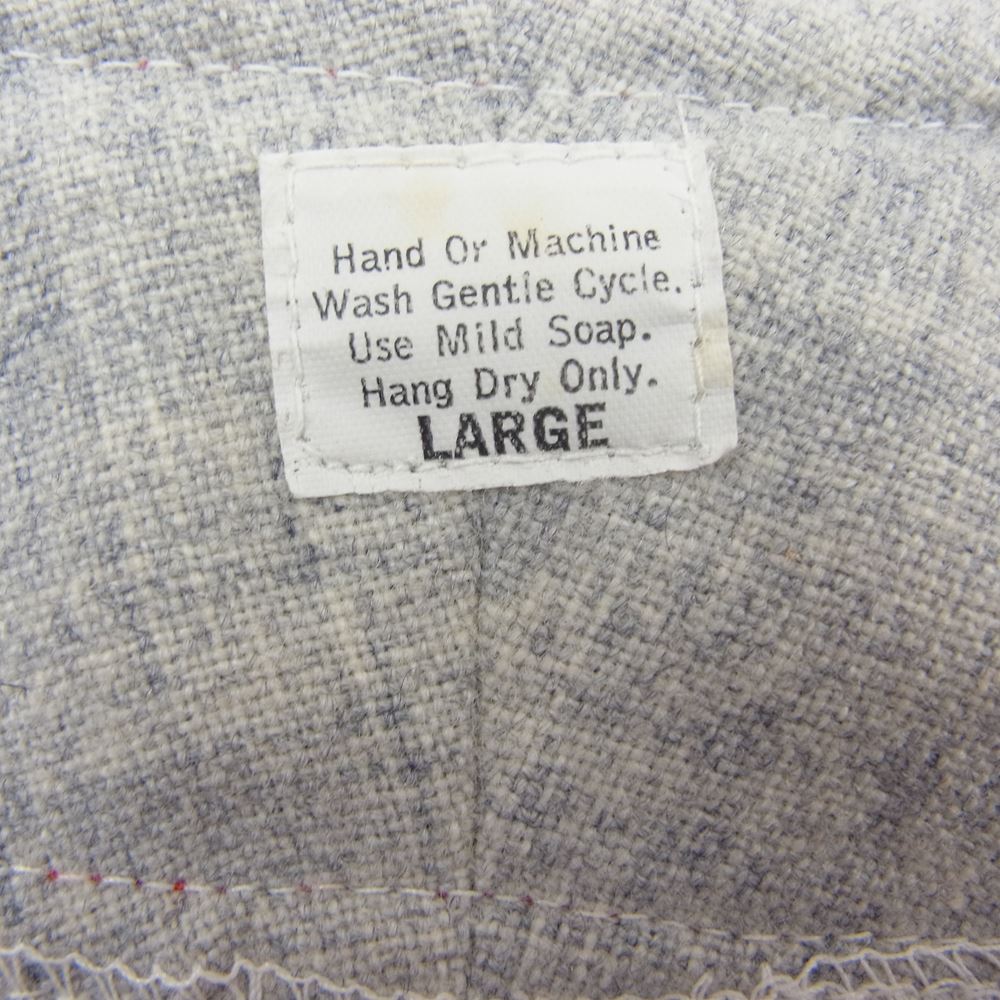 Hand Or Machine
Wash Gentle Cycle.
Use Mild Soap.
Hang Dry Only.
LARGE